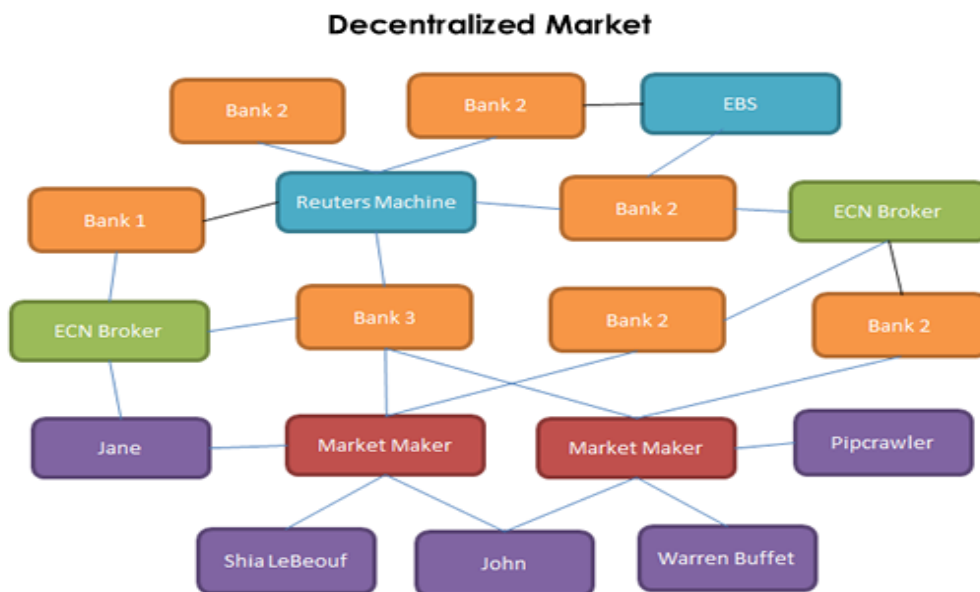 Decentralized Market
Bank 2
Bank 2
EBS
Bank 1
Reuters Machine
Bank 2
ECN Broker
ECN Broker
Bank 3
Bank 2
Bank 2
Jane
Market Maker
Market Maker
Pipcrawler
Shia LeBeouf
John
Warren Buffet